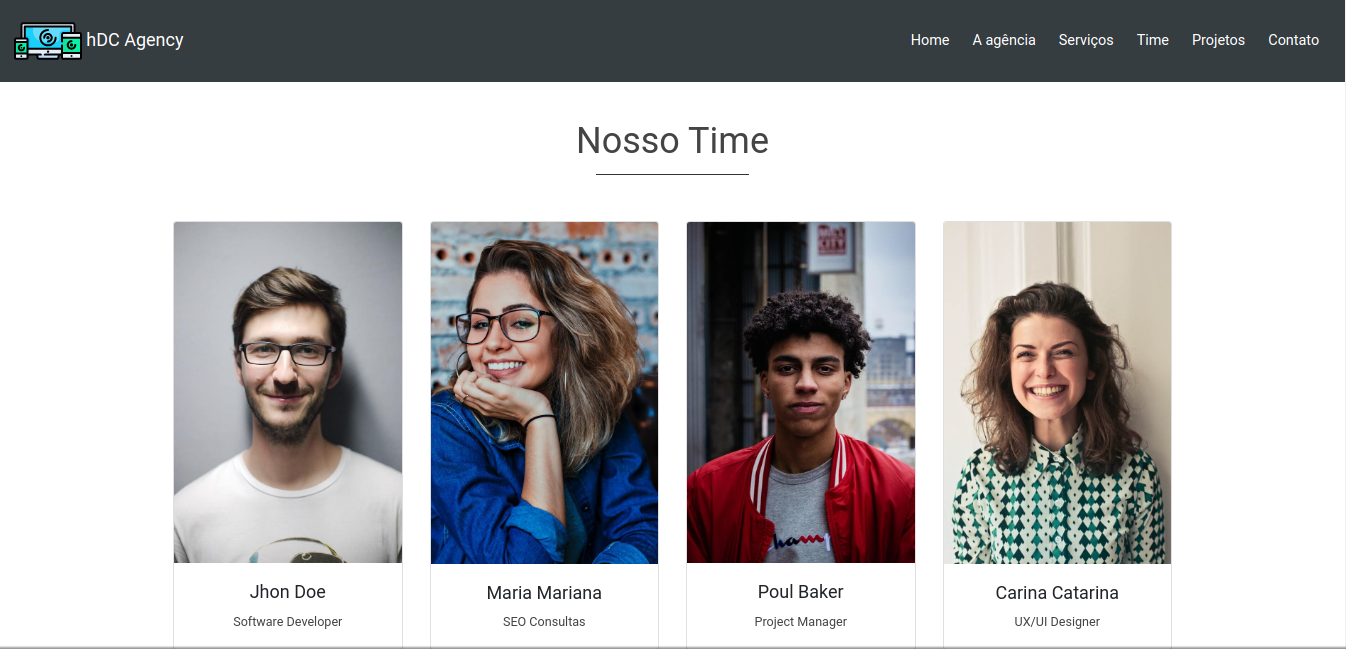 hDC Agency
Home A agência Serviços Time Projetos Contato
Nosso Time
CITY
Jhon Doe
Software Developer
Maria Mariana
SEO Consultas
Poul Baker
Project Manager
Carina Catarina
UX/UI Designer